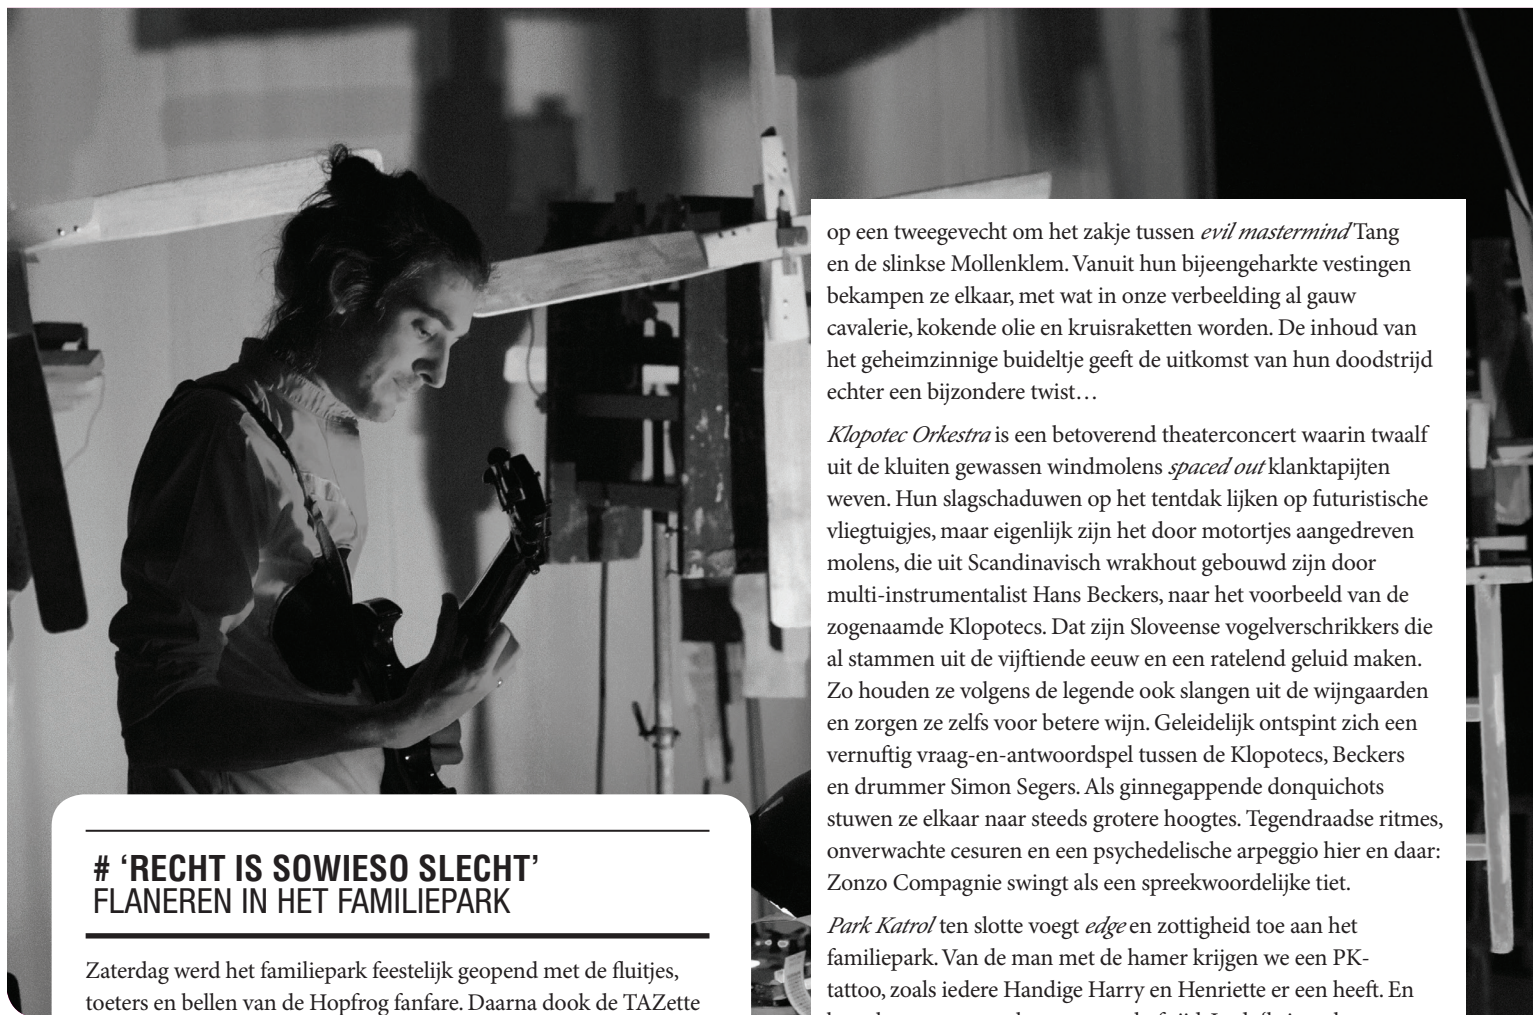 # ‘RECHT IS SOWIESO SLECHT’
FLANEREN IN HET FAMILIEPARK
Zaterdag werd het familiepark feestelijk geopend met de fluitjes,
toeters en bellen van de Hopfrog fanfare. Daarna dook de TAZette
op een tweegevecht om het zakje tussen evil mastermind Tang
en de slinkse Mollenklem. Vanuit hun bijeengeharkte vestingen
bekampen ze elkaar, met wat in onze verbeelding al gauw
cavalerie, kokende olie en kruisraketten worden. De inhoud van
het geheimzinnige buideltje geeft de uitkomst van hun doodstrijd
echter een bijzondere twist…
Klopotec Orkestra is een betoverend theaterconcert waarin twaalf
uit de kluiten gewassen windmolens spaced out klanktapijten
weven. Hun slagschaduwen op het tentdak lijken op futuristische
vliegtuigjes, maar eigenlijk zijn het door motortjes aangedreven
molens, die uit Scandinavisch wrakhout gebouwd zijn door
multi-instrumentalist Hans Beckers, naar het voorbeeld van de
zogenaamde Klopotecs. Dat zijn Sloveense vogelverschrikkers die
al stammen uit de vijftiende eeuw en een ratelend geluid maken.
Zo houden ze volgens de legende ook slangen uit de wijngaarden
en zorgen ze zelfs voor betere wijn. Geleidelijk ontspint zich een
vernuftig vraag-en-antwoordspel tussen de Klopotecs, Beckers
en drummer Simon Segers. Als ginnegappende donquichots
stuwen ze elkaar naar steeds grotere hoogtes. Tegendraadse ritmes,
onverwachte cesuren en een psychedelische arpeggio hier en daar:
Zonzo Compagnie swingt als een spreekwoordelijke tiet.
Park Katrol ten slotte voegt edge en zottigheid toe aan het
familiepark. Van de man met de hamer krijgen we een PK-
tattoo, zoals iedere Handige Harry en Henriette er een heeft. En